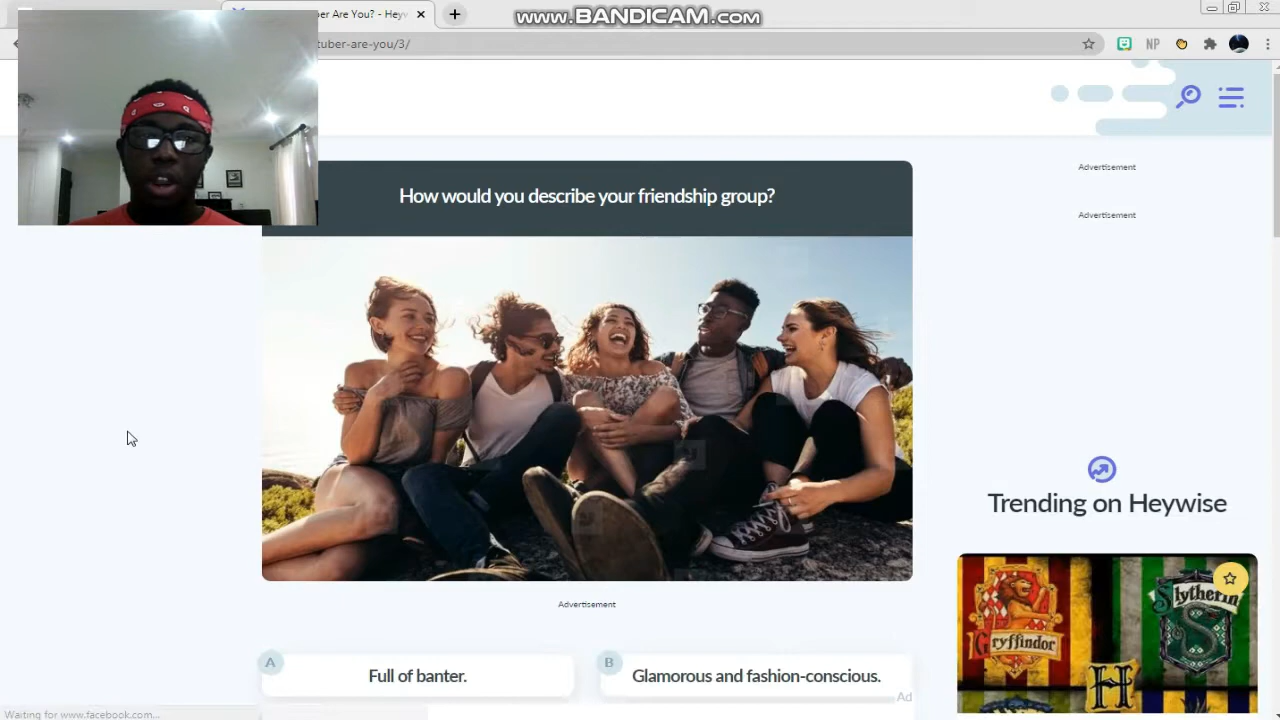 www.BANDICAM.com
ber Are You? - Heyw
tuber-are-you/3/
NP
How would you describe your friendship group?
Advertisement
Advertisement
Trending on Heywise
Gryffindor
Slytherin
H
Advertisement
A
Full of banter.
B
Glamorous and fashion-conscious.
Ad
Waiting for www.facebook.com...